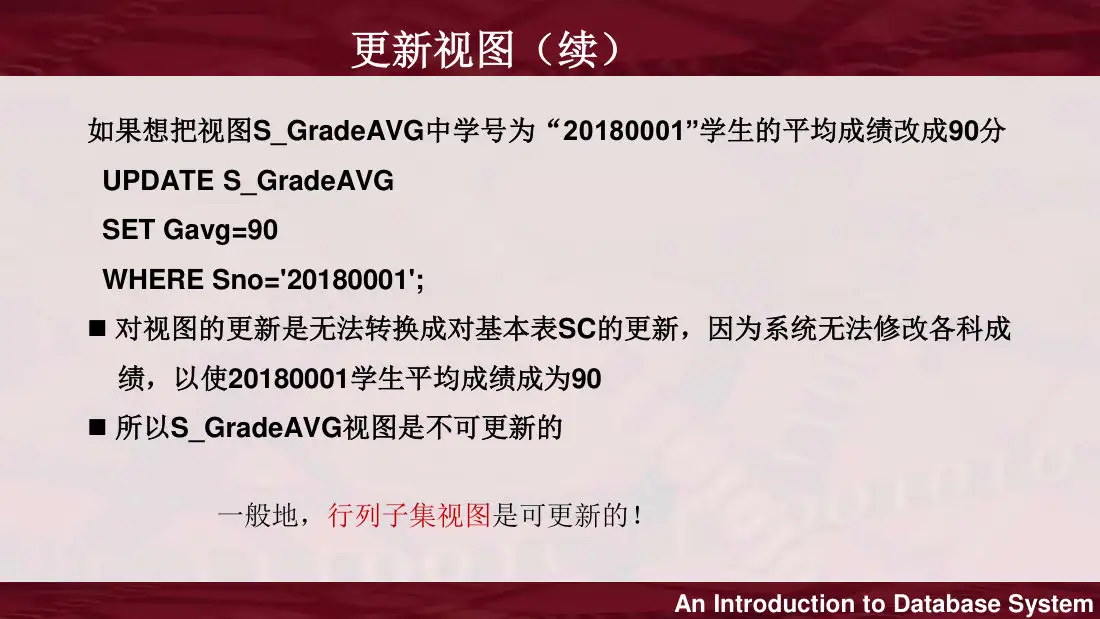 更新视图（续）
如果想把视图S_GradeAVG中学号为“20180001”学生的平均成绩改成90分
UPDATE S_GradeAVG
SET Gavg=90
WHERE Sno='20180001';
■ 对视图的更新是无法转换成对基本表SC的更新，因为系统无法修改各科成
绩，以使20180001学生平均成绩成为90
■ 所以S_GradeAVG视图是不可更新的
一般地，行列子集视图是可更新的！
An Introduction to Database System